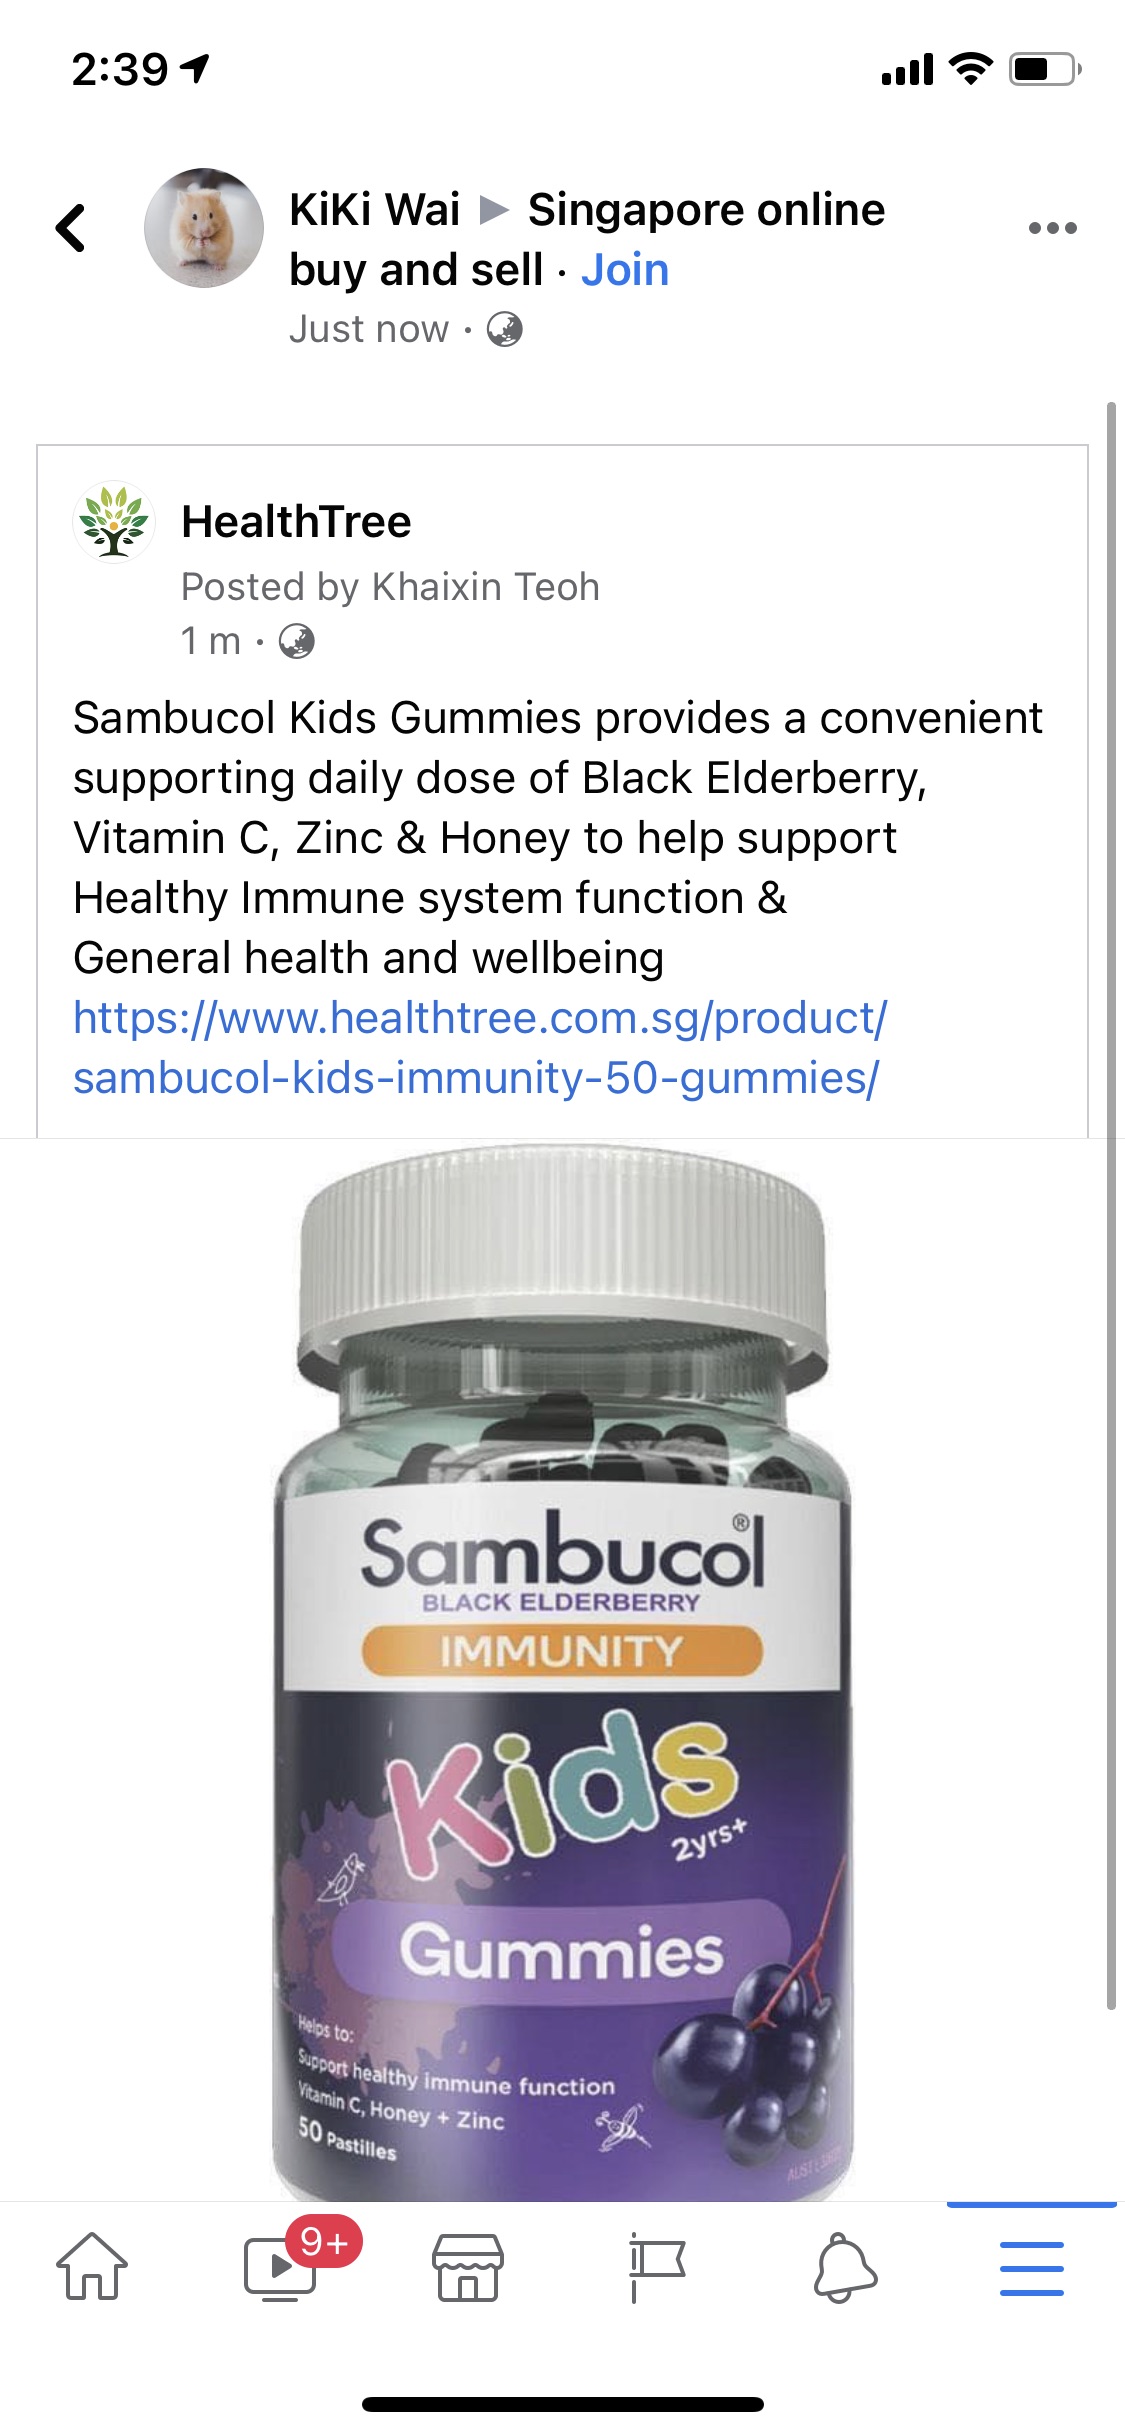 2:39
KiKi Wai ▶ Singapore online
buy and sell · Join
Just now ·
HealthTree
Posted by Khaixin Teoh
1 m ·
Sambucol Kids Gummies provides a convenient
supporting daily dose of Black Elderberry,
Vitamin C, Zinc & Honey to help support
Healthy Immune system function &
General health and wellbeing
https://www.healthtree.com.sg/product/
sambucol-kids-immunity-50-gummies/
Sambucol®
BLACK ELDERBERRY
IMMUNITY
Kids
2yrs+
Gummies
Helps to:
Support healthy immune function
Vitamin C, Honey + Zinc
50 Pastilles
9+